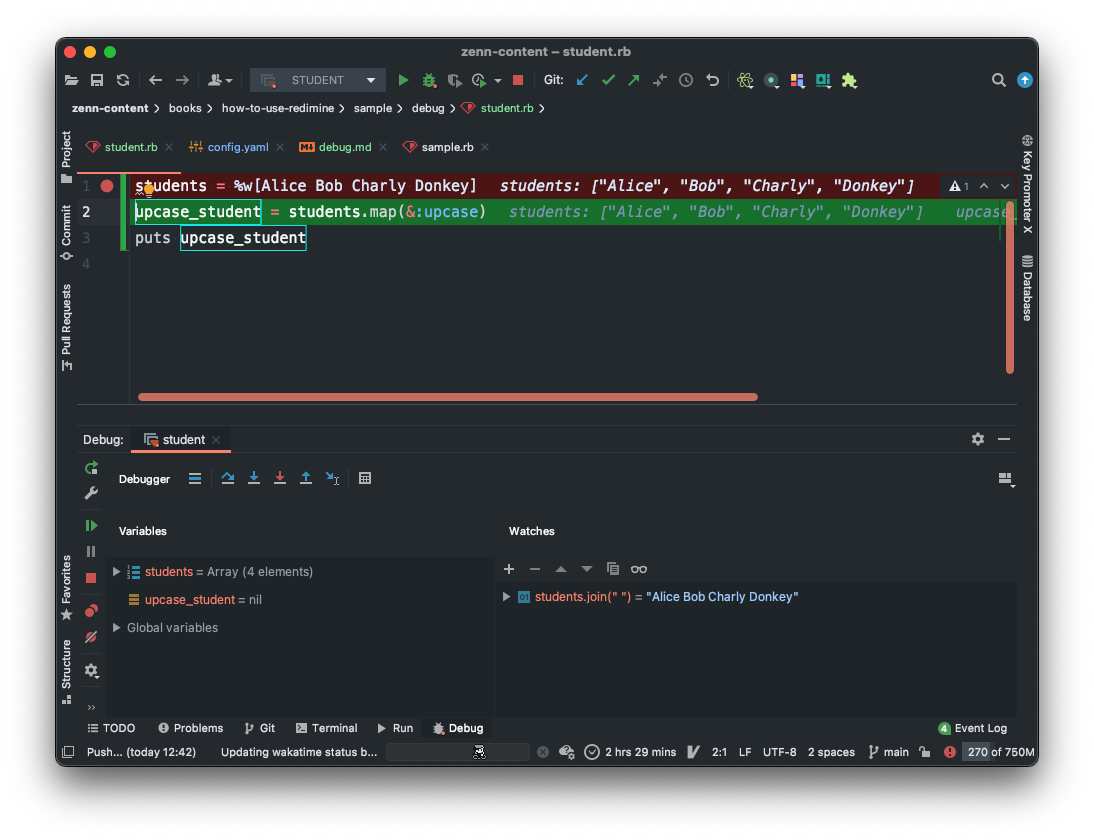 zenn-content – student.rb
STUDENT Git:
zenn-content books how-to-use-redimine sample debug student.rb
student.rb config.yaml debug.md sample.rb
Project
Commit
Pull Requests
Favorites
Structure
Key Promoter X
Database
1 students = %w[Alice Bob Charly Donkey] students: ["Alice", "Bob", "Charly", "Donkey"] 1
2 upcase_student = students.map(&:upcase) students: ["Alice", "Bob", "Charly", "Donkey"] upcase_
3 puts upcase_student
4
Debug: student
Debugger
Variables Watches
students = Array (4 elements)
upcase_student = nil
Global variables
01 students.join(" ") = "Alice Bob Charly Donkey"
TODO Problems Git Terminal Run Debug 4 Event Log
Push... (today 12:42) Updating wakatime status b... 2 hrs 29 mins 2:1 LF UTF-8 2 spaces main 270 of 750M